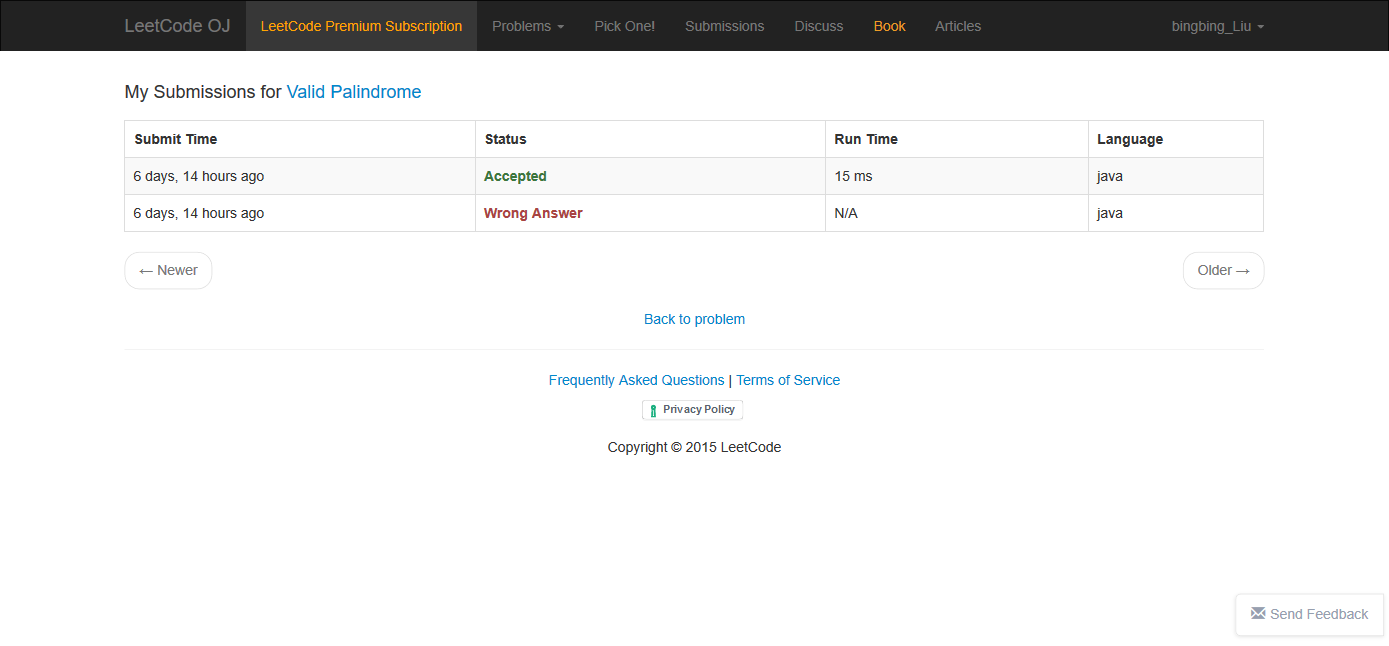 LeetCode OJ LeetCode Premium Subscription Problems Pick One! Submissions Discuss Book Articles bingbing_Liu
My Submissions for Valid Palindrome
Submit Time Status Run Time Language
6 days, 14 hours ago Accepted 15 ms java
6 days, 14 hours ago Wrong Answer N/A java
← Newer Older →
Back to problem
Frequently Asked Questions | Terms of Service
Privacy Policy
Copyright © 2015 LeetCode
Send Feedback